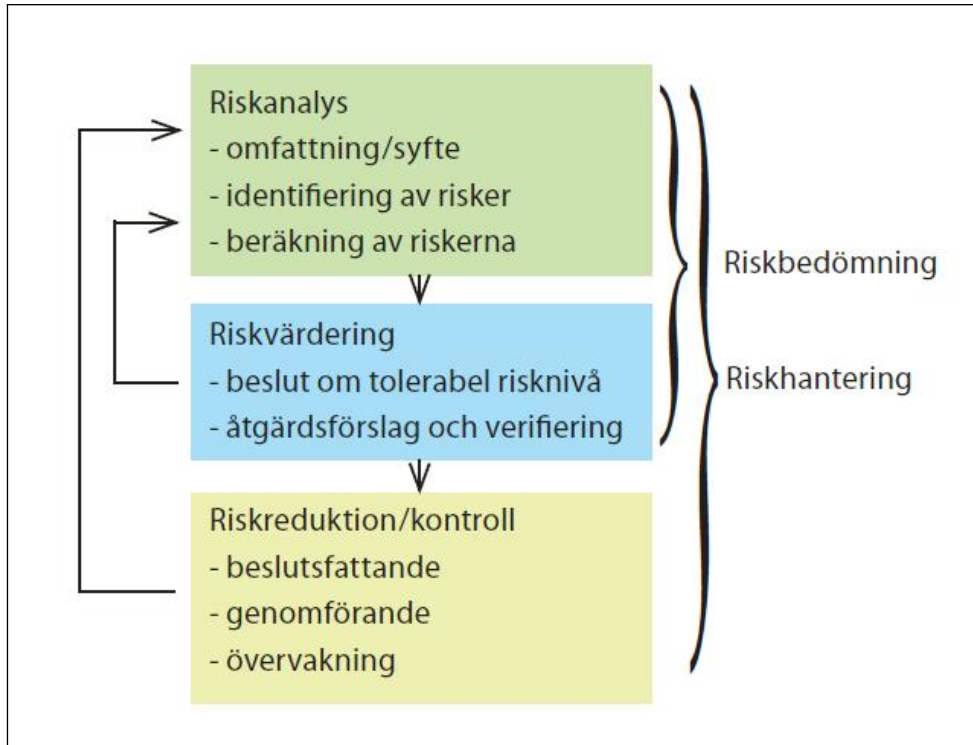 Riskanalys
- omfattning/syfte
- identifiering av risker
- beräkning av riskerna
Riskvärdering
- beslut om tolerabel risknivå
- åtgärdsförslag och verifiering
Riskreduktion/kontroll
- beslutsfattande
- genomförande
- övervakning
Riskbedömning
Riskhantering